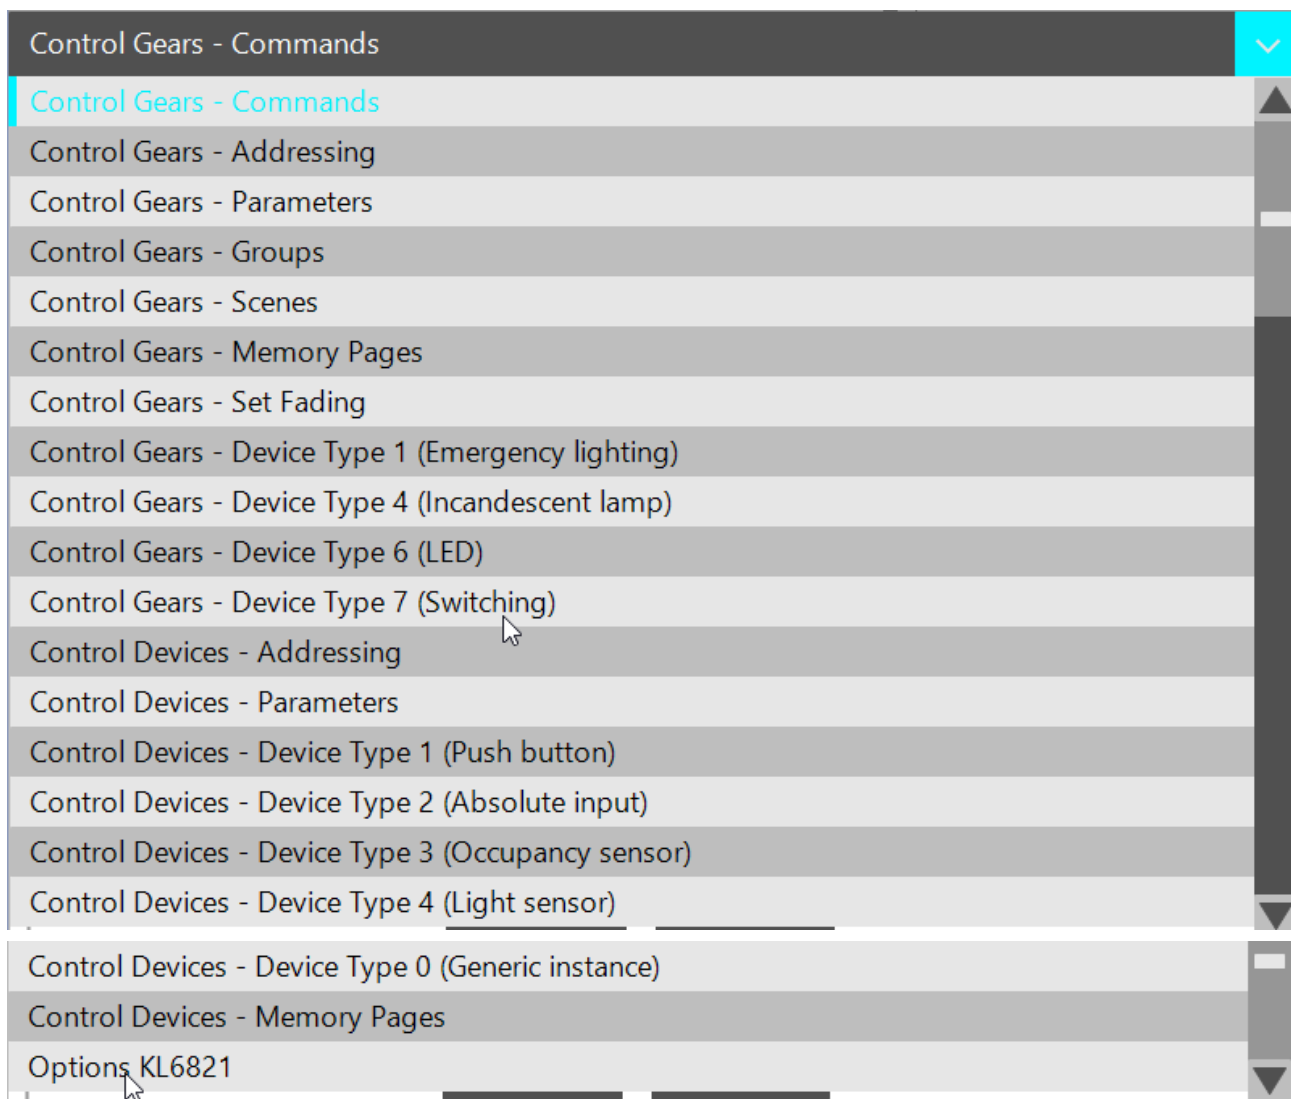 Control Gears - Commands
Control Gears - Commands
Control Gears - Addressing
Control Gears - Parameters
Control Gears - Groups
Control Gears - Scenes
Control Gears - Memory Pages
Control Gears - Set Fading
Control Gears - Device Type 1 (Emergency lighting)
Control Gears - Device Type 4 (Incandescent lamp)
Control Gears - Device Type 6 (LED)
Control Gears - Device Type 7 (Switching)
Control Devices - Addressing
Control Devices - Parameters
Control Devices - Device Type 1 (Push button)
Control Devices - Device Type 2 (Absolute input)
Control Devices - Device Type 3 (Occupancy sensor)
Control Devices - Device Type 4 (Light sensor)
Control Devices - Device Type 0 (Generic instance)
Control Devices - Memory Pages
Options KL6821